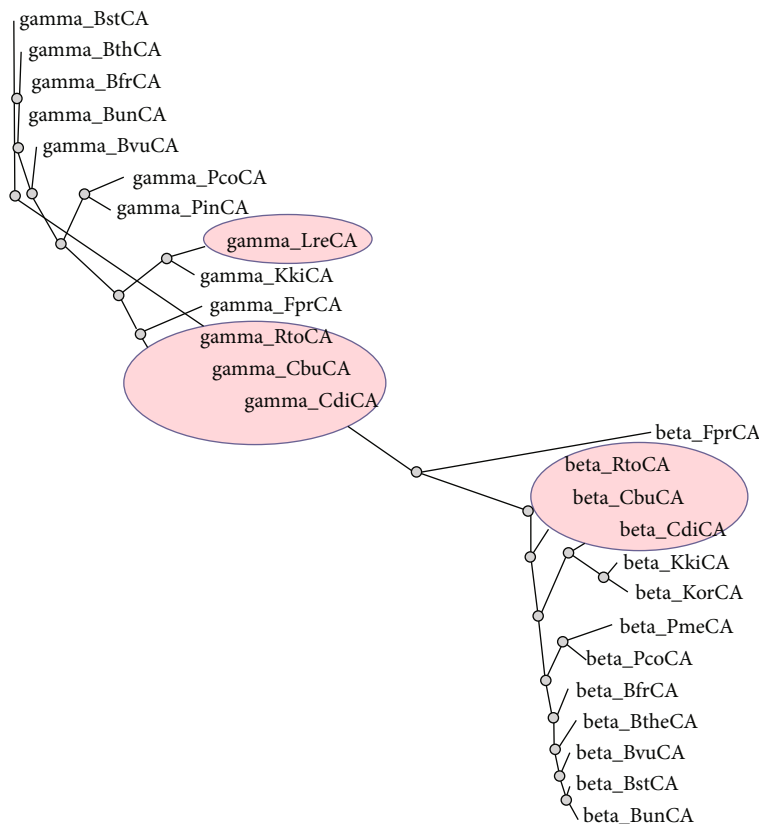 gamma_BstCA
gamma_BthCA
gamma_BfrCA
gamma_BunCA
gamma_BvuCA
gamma_PcoCA
gamma_PinCA
gamma_LreCA
gamma_KkiCA
gamma_FprCA
gamma_RtoCA
gamma_CbuCA
gamma_CdiCA
beta_FprCA
beta_RtoCA
beta_CbuCA
beta_CdiCA
beta_KkiCA
beta_KorCA
beta_PmeCA
beta_PcoCA
beta_BfrCA
beta_BtheCA
beta_BvuCA
beta_BstCA
beta_BunCA